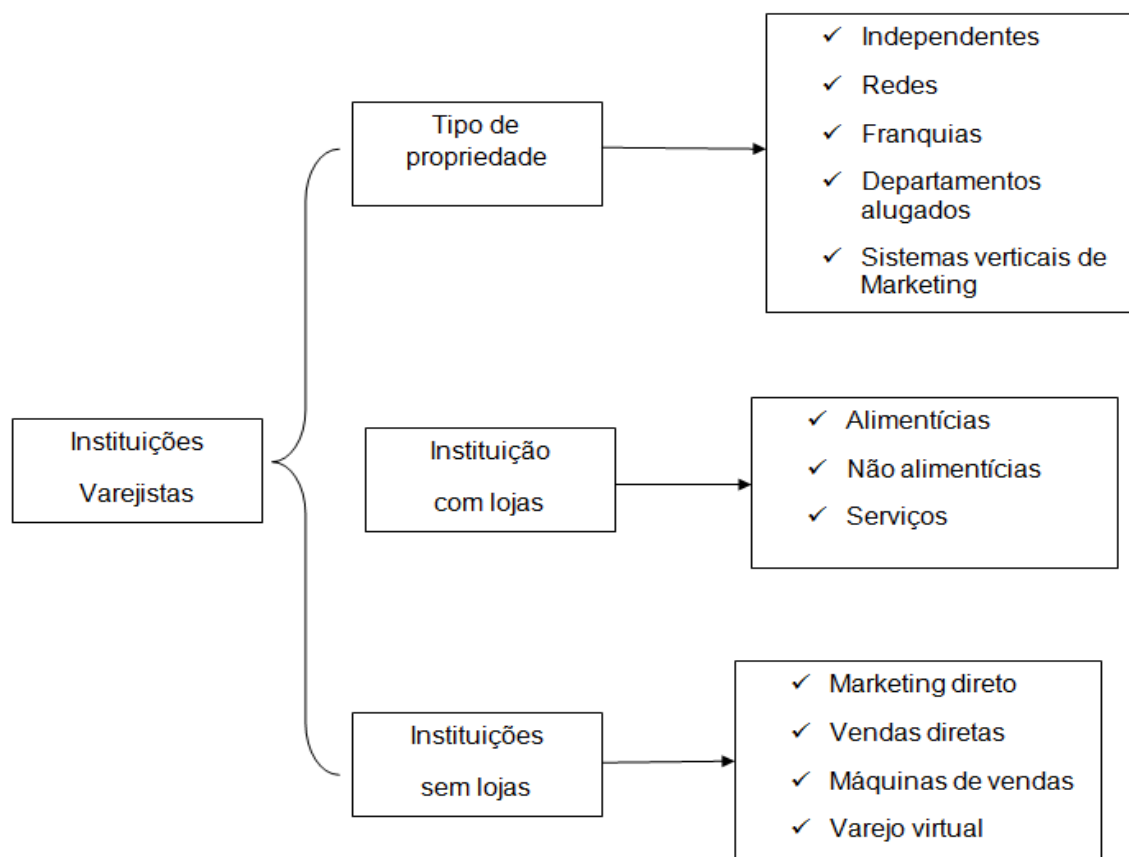 Instituições
Varejistas
Tipo de
propriedade
✓ Independentes
✓ Redes
✓ Franquias
✓ Departamentos
alugados
✓ Sistemas verticais de
Marketing
Instituição
com lojas
✓ Alimentícias
✓ Não alimentícias
✓ Serviços
Instituições
sem lojas
✓ Marketing direto
✓ Vendas diretas
✓ Máquinas de vendas
✓ Varejo virtual